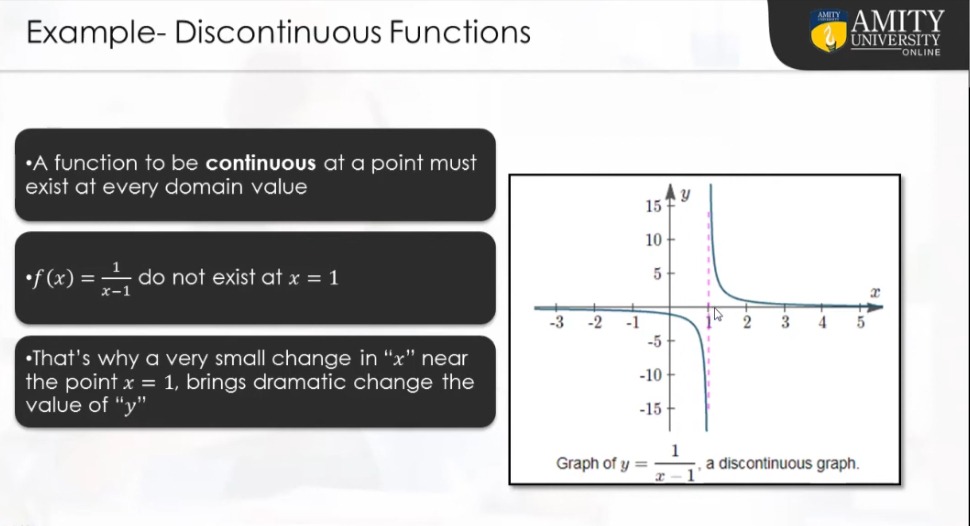 Example- Discontinuous Functions
AMITY
UNIVERSITY
AMITY
UNIVERSITY
ONLINE
•A function to be continuous at a point must
exist at every domain value
•f(x) = 1/(x−1) do not exist at x = 1
•That's why a very small change in "x" near
the point x = 1, brings dramatic change the
value of "y"
y
15
10
5
x
-3 -2 -1 1 2 3 4 5
-5
-10
-15
Graph of y = 1/(x − 1), a discontinuous graph.